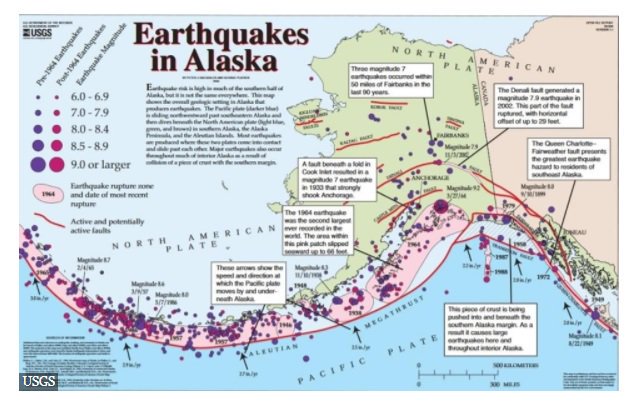 USGS
Earthquakes
in Alaska
Pre-1964 Earthquakes
Post-1964 Earthquakes
Earthquake Magnitude
6.0 - 6.9
7.0 - 7.9
8.0 - 8.4
8.5 - 8.9
9.0 or larger
1964
Earthquake rupture zone
and date of most recent
rupture
Active and potentially
active faults
Earthquake risk is high in much of the southern half of
Alaska, but it is not the same everywhere. This map
shows the overall geologic setting in Alaska that
produces earthquakes. The Pacific plate (darker blue)
is sliding northwestward past southeastern Alaska and
then dives beneath the North American plate (light blue,
green, and brown) in southern Alaska, the Alaska
Peninsula, and the Aleutian Islands. Most earthquakes
are produced where these two plates come into contact
and slide past each other. Major earthquakes also occur
throughout much of interior Alaska as a result of
collision of a piece of crust with the southern margin.
NORTH AMERICAN
PLATE
Three magnitude 7
earthquakes occurred within
50 miles of Fairbanks in the
last 90 years.
CANADA
ALASKA
The Denali fault generated a
magnitude 7.9 earthquake in
2002. This part of the fault
ruptured, with horizontal
offset of up to 29 feet.
The Queen Charlotte-
Fairweather fault presents
the greatest earthquake
hazard to residents of
southeast Alaska.
KOBUK FAULT
KALTAG FAULT
FAIRBANKS
Magnitude 7.9
11/3/2002
A fault beneath a fold in
Cook Inlet resulted in a
magnitude 7 earthquake
in 1933 that strongly
shook Anchorage.
ANCHORAGE
Magnitude 9.2
3/27/64
Magnitude 8.0
9/10/1899
1979
JUNEAU
The 1964 earthquake
was the second largest
ever recorded in the
world. The area within
this pink patch slipped
seaward up to 66 feet.
1964
1958
1987
1988
1972
1949
NORTH AMERICAN
PLATE
These arrows show the
speed and direction at
which the Pacific plate
moves by and under-
neath Alaska.
Magnitude 8.3
11/10/1938
1948
1938
1946
1957
1957
1965
Magnitude 8.7
2/4/65
Magnitude 8.6
3/9/57
Magnitude 8.0
5/7/1986
This piece of crust is being
pushed into and beneath the
southern Alaska margin. As a
result it causes large
earthquakes here and
throughout interior Alaska.
Magnitude 8.1
8/22/1949
ALEUTIAN MEGATHRUST
PACIFIC PLATE
500 KILOMETERS
300 MILES
USGS